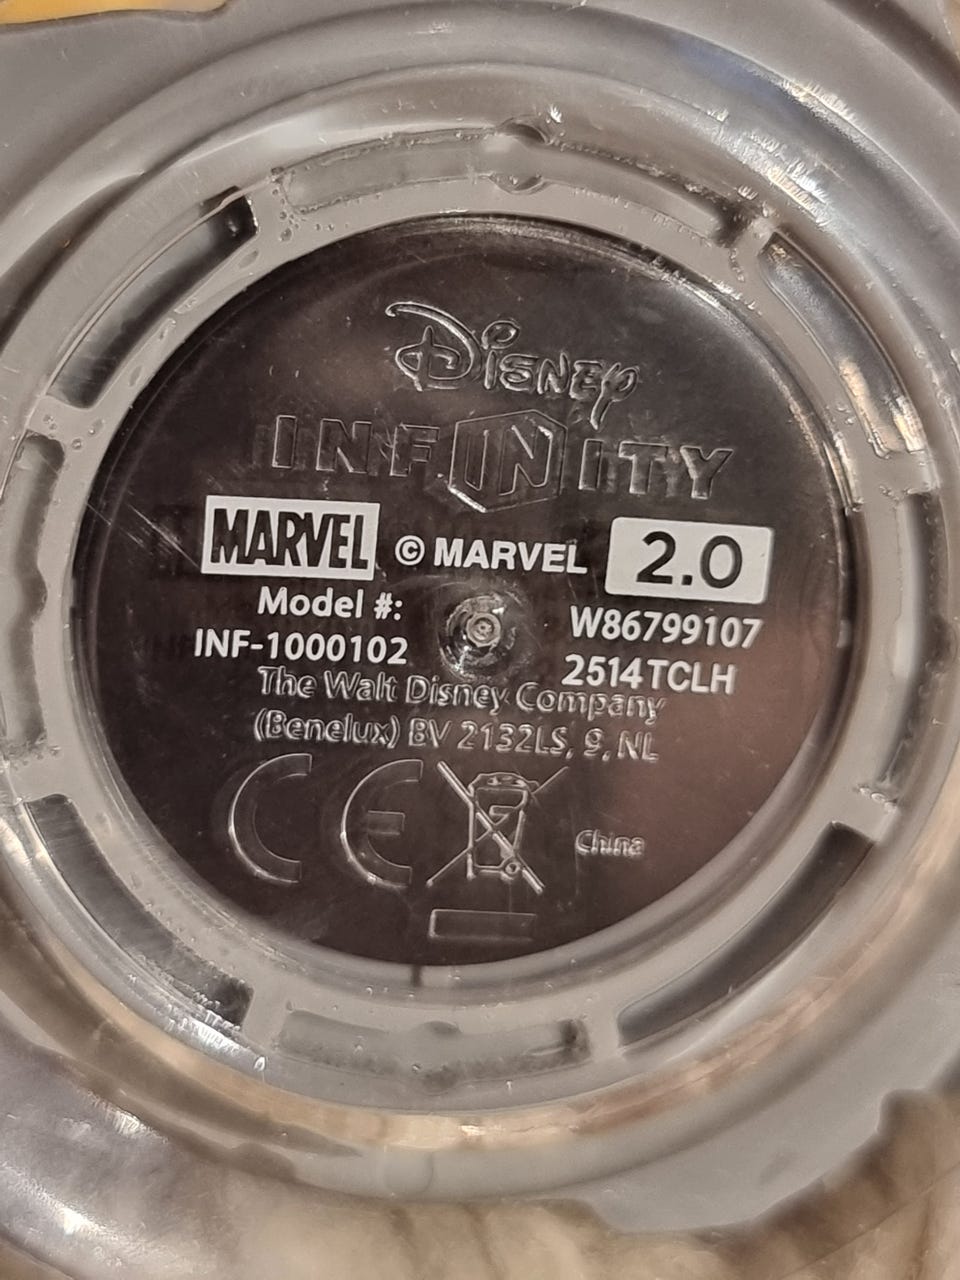 Disney
INFINITY
MARVEL © MARVEL 2.0
Model #: W86799107
INF-1000102 2514TCLH
The Walt Disney Company
(Benelux) BV 2132LS, 9, NL
CE China